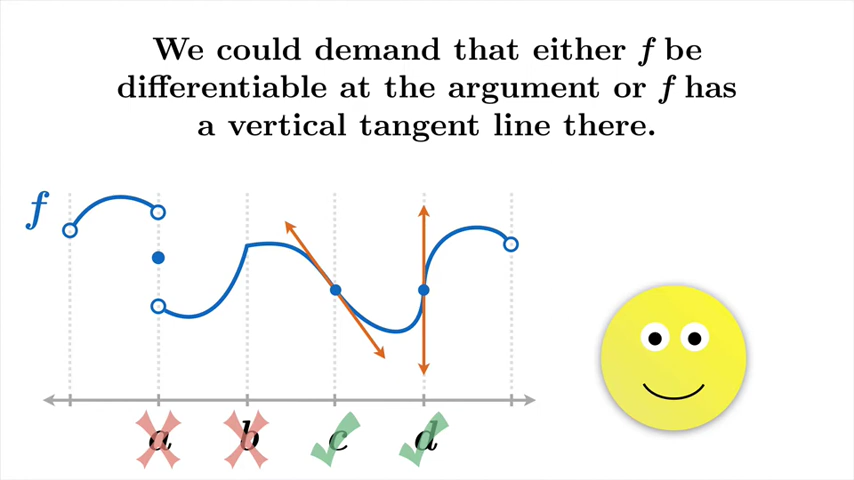 We could demand that either f be
differentiable at the argument or f has
a vertical tangent line there.
f
a b c d